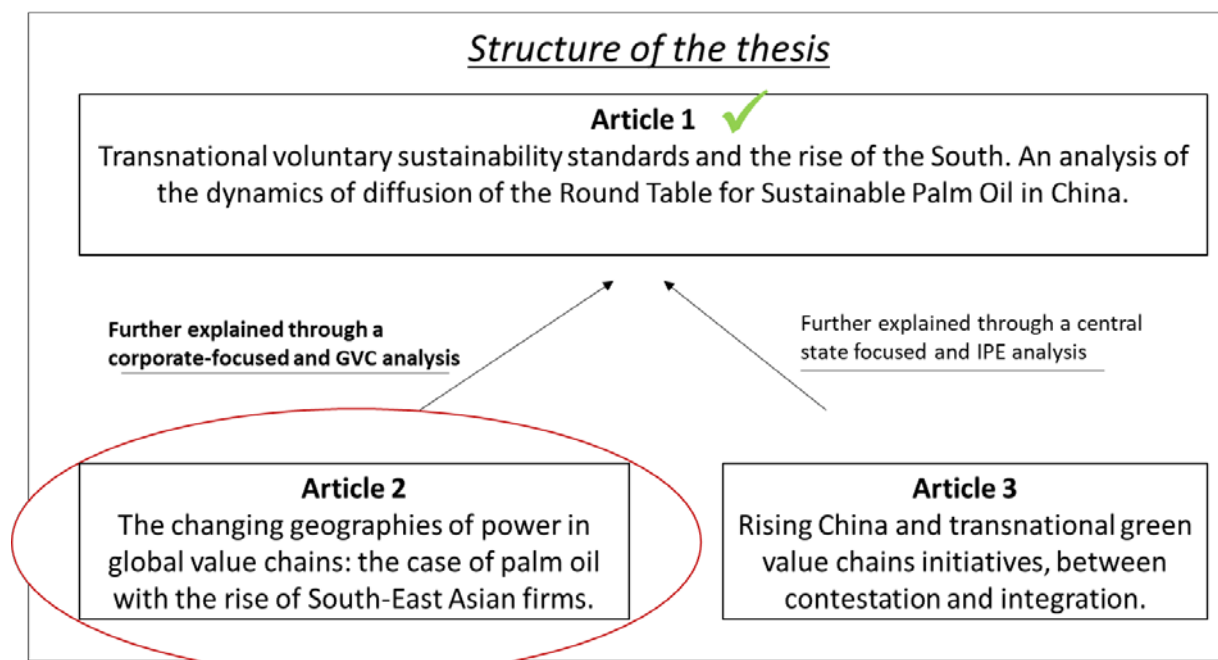 Structure of the thesis
Article 1
Transnational voluntary sustainability standards and the rise of the South. An analysis of
the dynamics of diffusion of the Round Table for Sustainable Palm Oil in China.
Further explained through a
corporate-focused and GVC analysis
Further explained through a central
state focused and IPE analysis
Article 2
The changing geographies of power in
global value chains: the case of palm oil
with the rise of South-East Asian firms.
Article 3
Rising China and transnational green
value chains initiatives, between
contestation and integration.